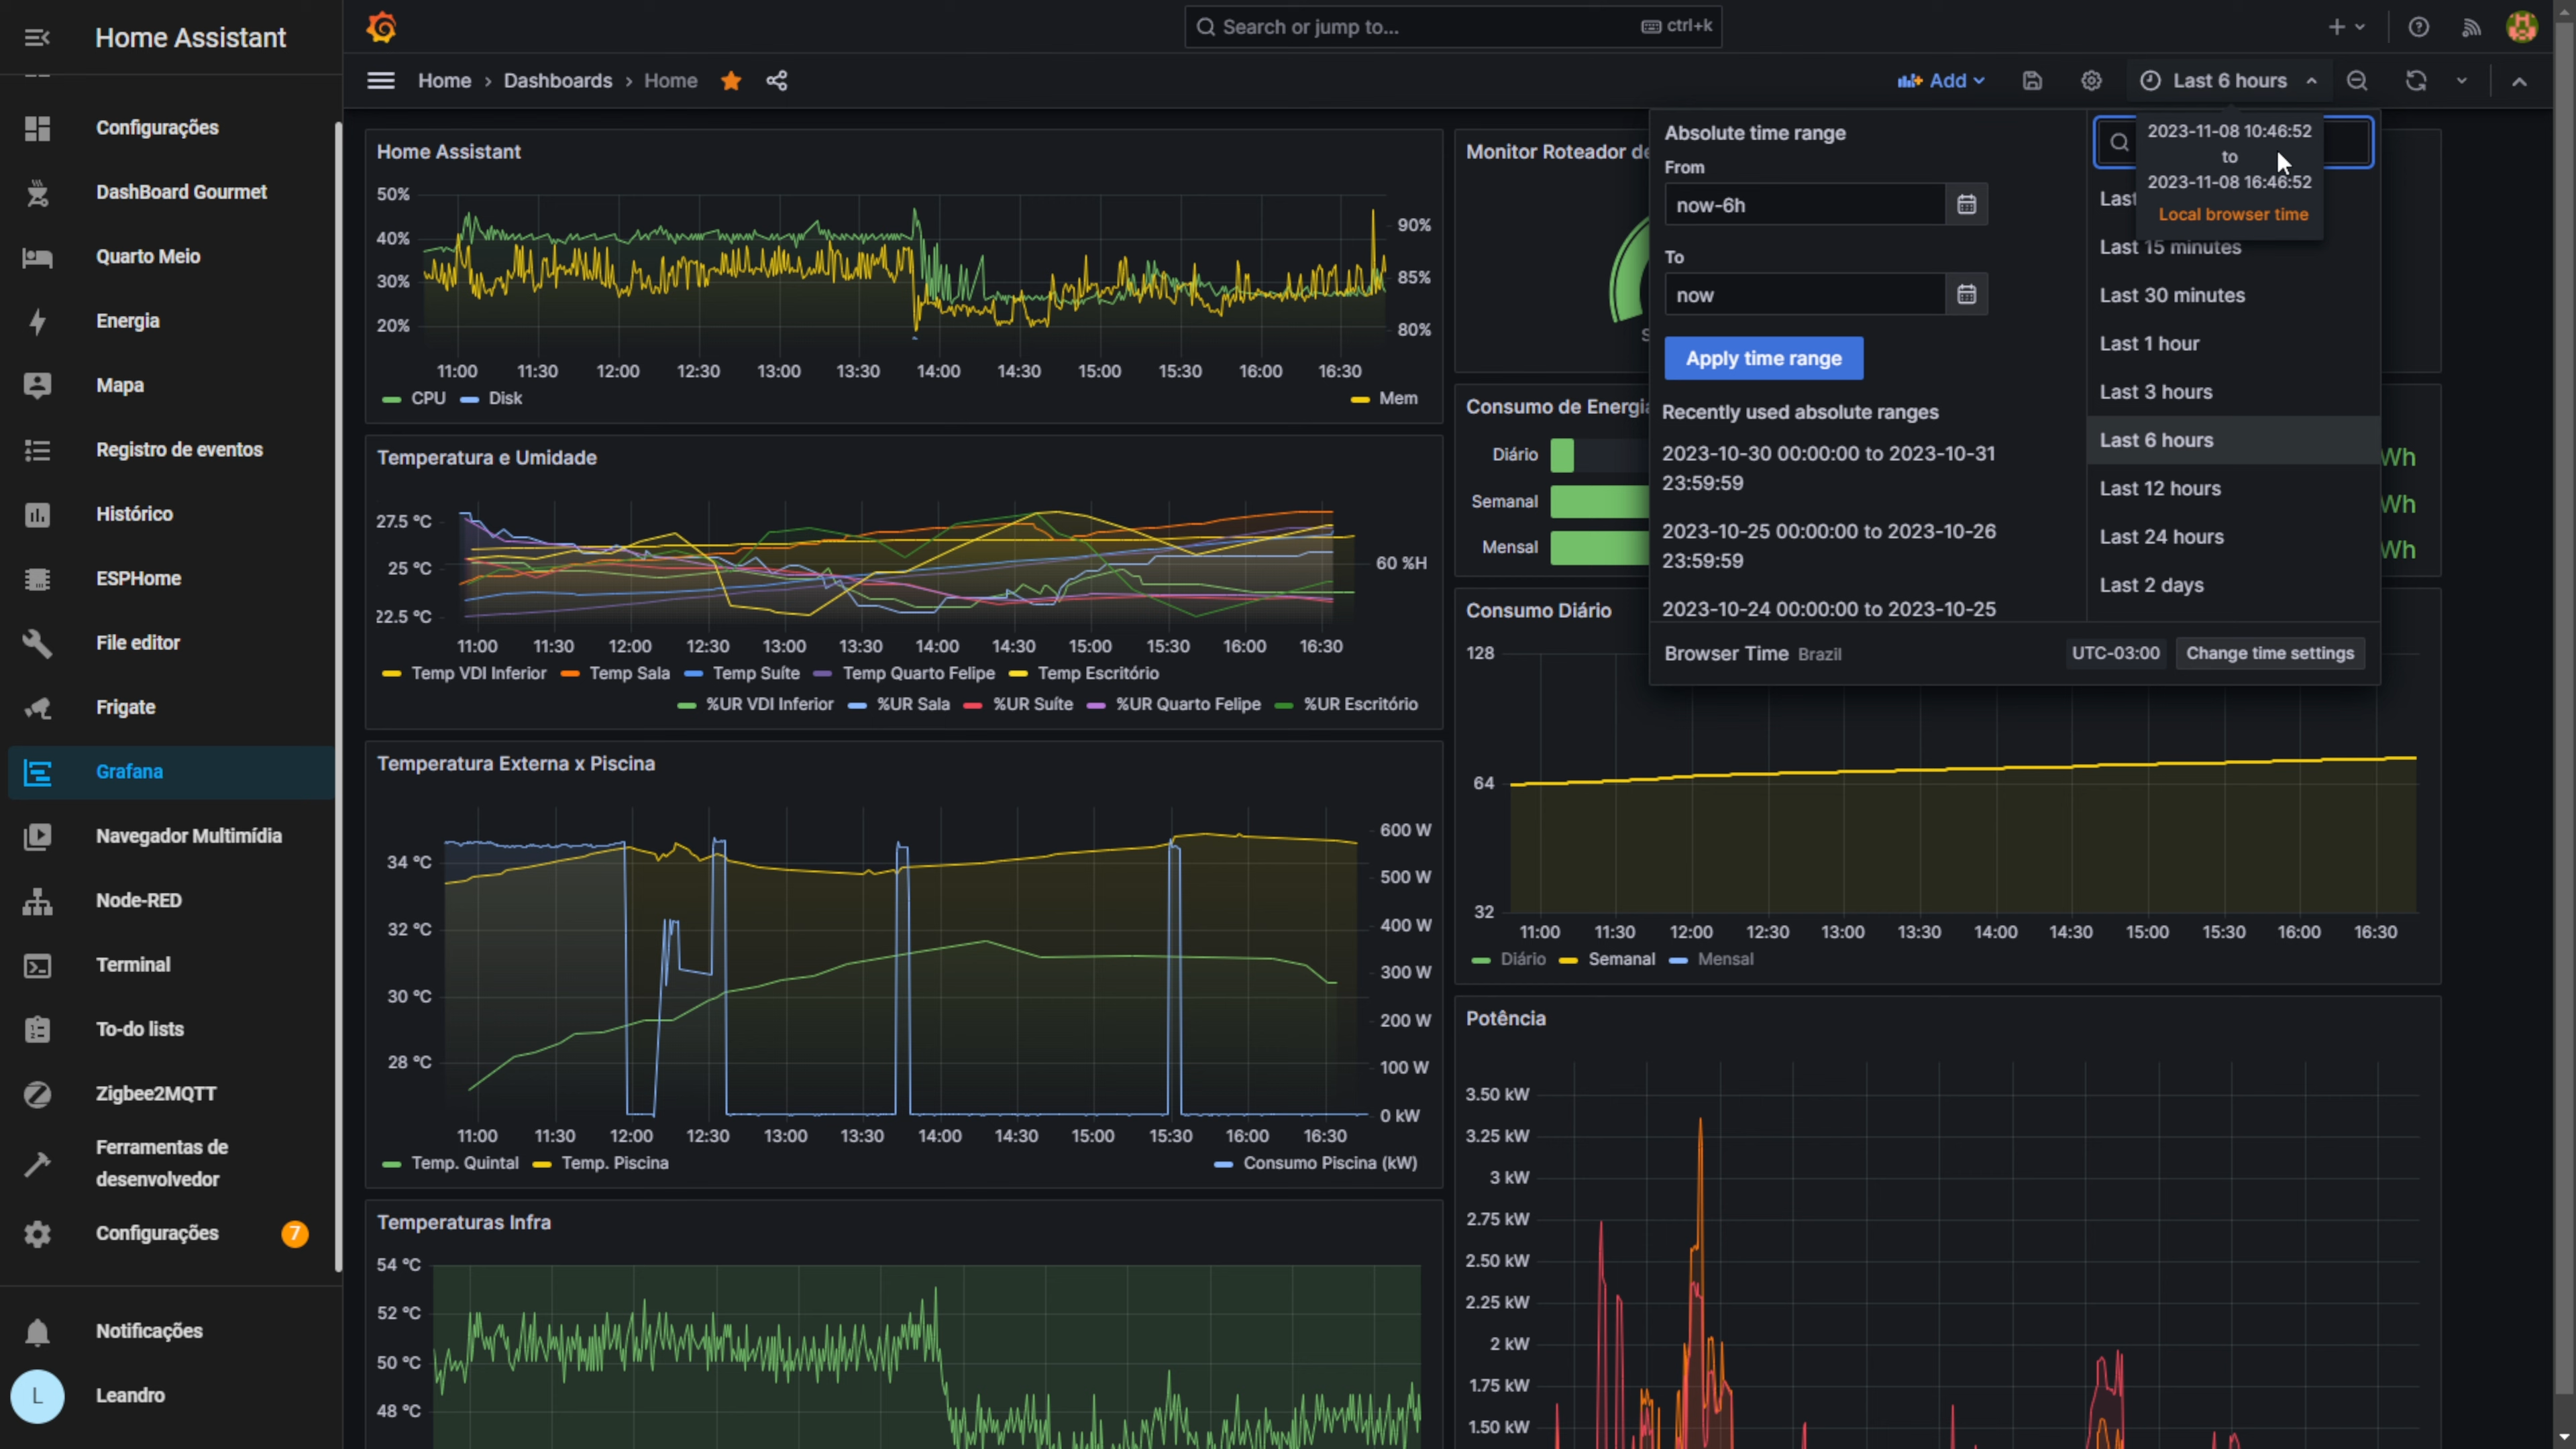 Home Assistant
Configurações
DashBoard Gourmet
Quarto Meio
Energia
Mapa
Registro de eventos
Histórico
ESPHome
File editor
Frigate
Grafana
Navegador Multimídia
Node-RED
Terminal
To-do lists
Zigbee2MQTT
Ferramentas de
desenvolvedor
Configurações 7
Notificações
L Leandro
Search or jump to... ctrl+k
Home › Dashboards › Home
Add
Last 6 hours
Home Assistant
50%
40%
30%
20%
90%
85%
80%
11:00 11:30 12:00 12:30 13:00 13:30 14:00 14:30 15:00 15:30 16:00 16:30
CPU Disk Mem
Temperatura e Umidade
27.5 °C
25 °C
22.5 °C
60 %H
11:00 11:30 12:00 12:30 13:00 13:30 14:00 14:30 15:00 15:30 16:00 16:30
Temp VDI Inferior Temp Sala Temp Suíte Temp Quarto Felipe Temp Escritório
%UR VDI Inferior %UR Sala %UR Suíte %UR Quarto Felipe %UR Escritório
Temperatura Externa x Piscina
34 °C
32 °C
30 °C
28 °C
600 W
500 W
400 W
300 W
200 W
100 W
0 kW
11:00 11:30 12:00 12:30 13:00 13:30 14:00 14:30 15:00 15:30 16:00 16:30
Temp. Quintal Temp. Piscina Consumo Piscina (kW)
Temperaturas Infra
54 °C
52 °C
50 °C
48 °C
Monitor Roteador de
S
Consumo de Energia
Diário Wh
Semanal Wh
Mensal Wh
Absolute time range
From
now-6h
To
now
Apply time range
Recently used absolute ranges
2023-10-30 00:00:00 to 2023-10-31
23:59:59
2023-10-25 00:00:00 to 2023-10-26
23:59:59
2023-10-24 00:00:00 to 2023-10-25
Browser Time Brazil
UTC-03:00 Change time settings
2023-11-08 10:46:52
to
2023-11-08 16:46:52
Local browser time
Last
Last 15 minutes
Last 30 minutes
Last 1 hour
Last 3 hours
Last 6 hours
Last 12 hours
Last 24 hours
Last 2 days
Consumo Diário
128
64
32
11:00 11:30 12:00 12:30 13:00 13:30 14:00 14:30 15:00 15:30 16:00 16:30
Diário Semanal Mensal
Potência
3.50 kW
3.25 kW
3 kW
2.75 kW
2.50 kW
2.25 kW
2 kW
1.75 kW
1.50 kW